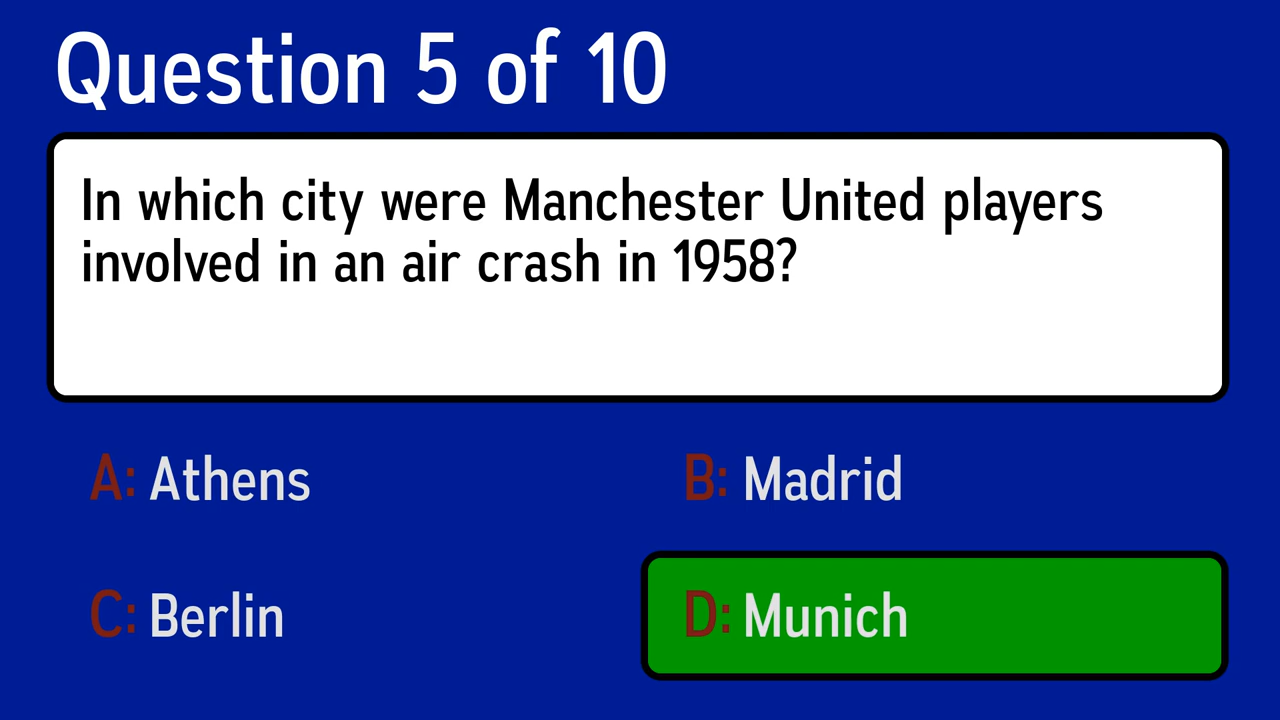 Question 5 of 10
In which city were Manchester United players
involved in an air crash in 1958?
A: Athens
B: Madrid
C: Berlin
D: Munich